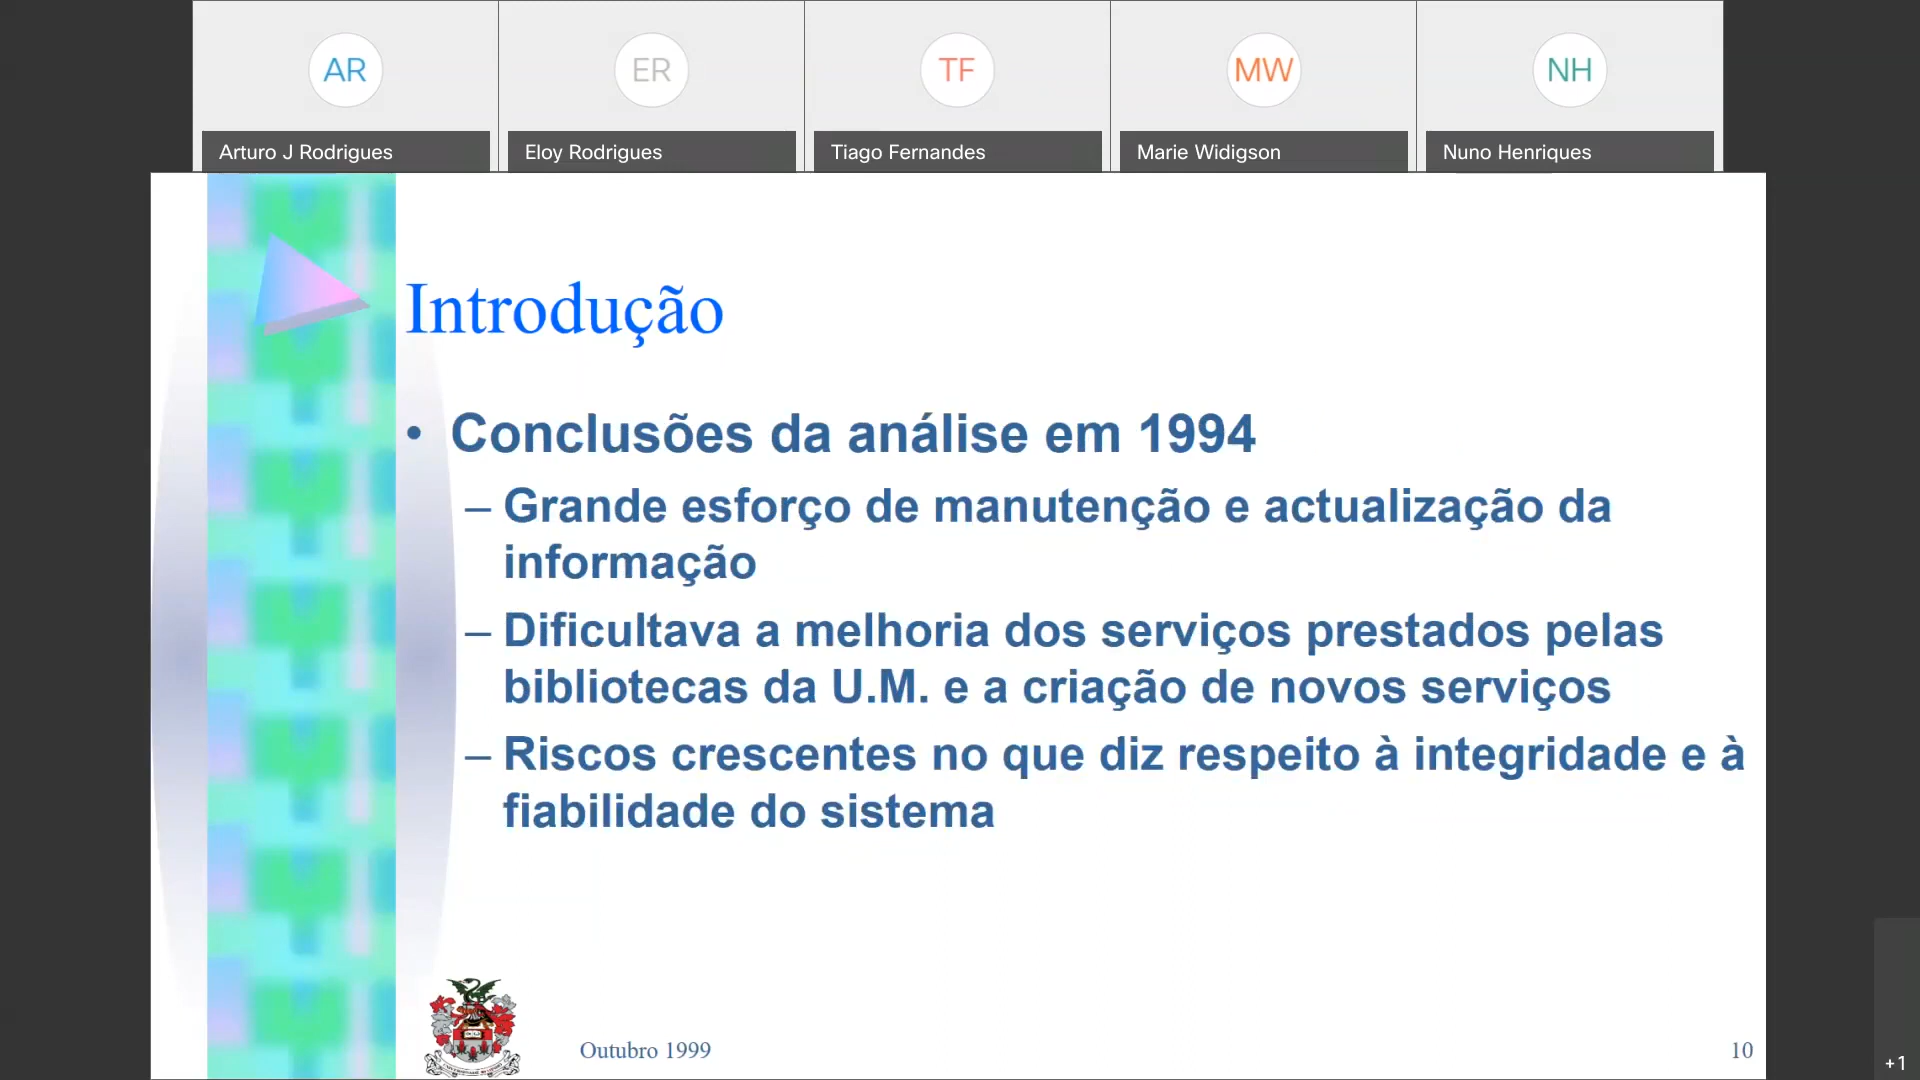 AR
ER
TF
MW
NH
Arturo J Rodrigues
Eloy Rodrigues
Tiago Fernandes
Marie Widigson
Nuno Henriques
Introdução
• Conclusões da análise em 1994
– Grande esforço de manutenção e actualização da
informação
– Dificultava a melhoria dos serviços prestados pelas
bibliotecas da U.M. e a criação de novos serviços
– Riscos crescentes no que diz respeito à integridade e à
fiabilidade do sistema
Outubro 1999
10
+1